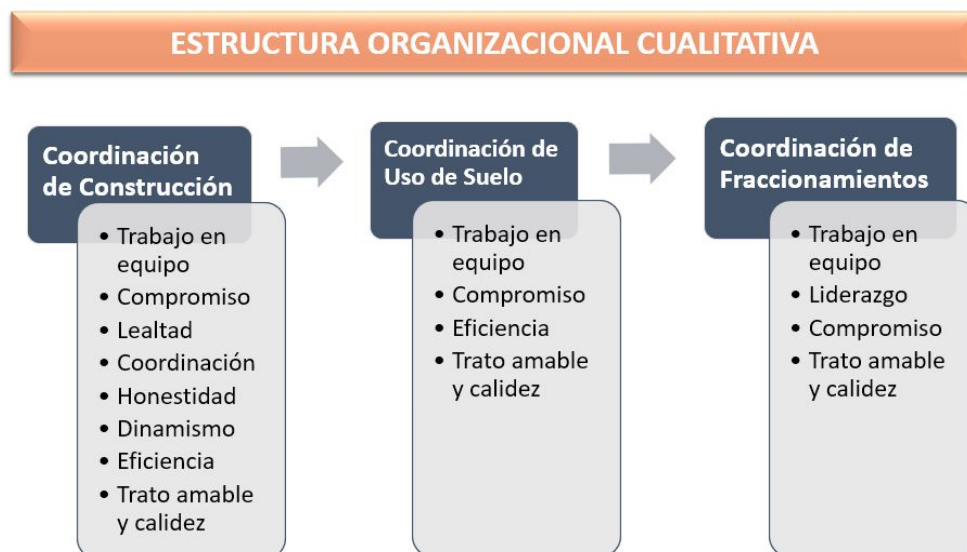 ESTRUCTURA ORGANIZACIONAL CUALITATIVA
Coordinación
de Construcción
• Trabajo en
equipo
• Compromiso
• Lealtad
• Coordinación
• Honestidad
• Dinamismo
• Eficiencia
• Trato amable
y calidez
Coordinación de
Uso de Suelo
• Trabajo en
equipo
• Compromiso
• Eficiencia
• Trato amable
y calidez
Coordinación de
Fraccionamientos
• Trabajo en
equipo
• Liderazgo
• Compromiso
• Trato amable
y calidez